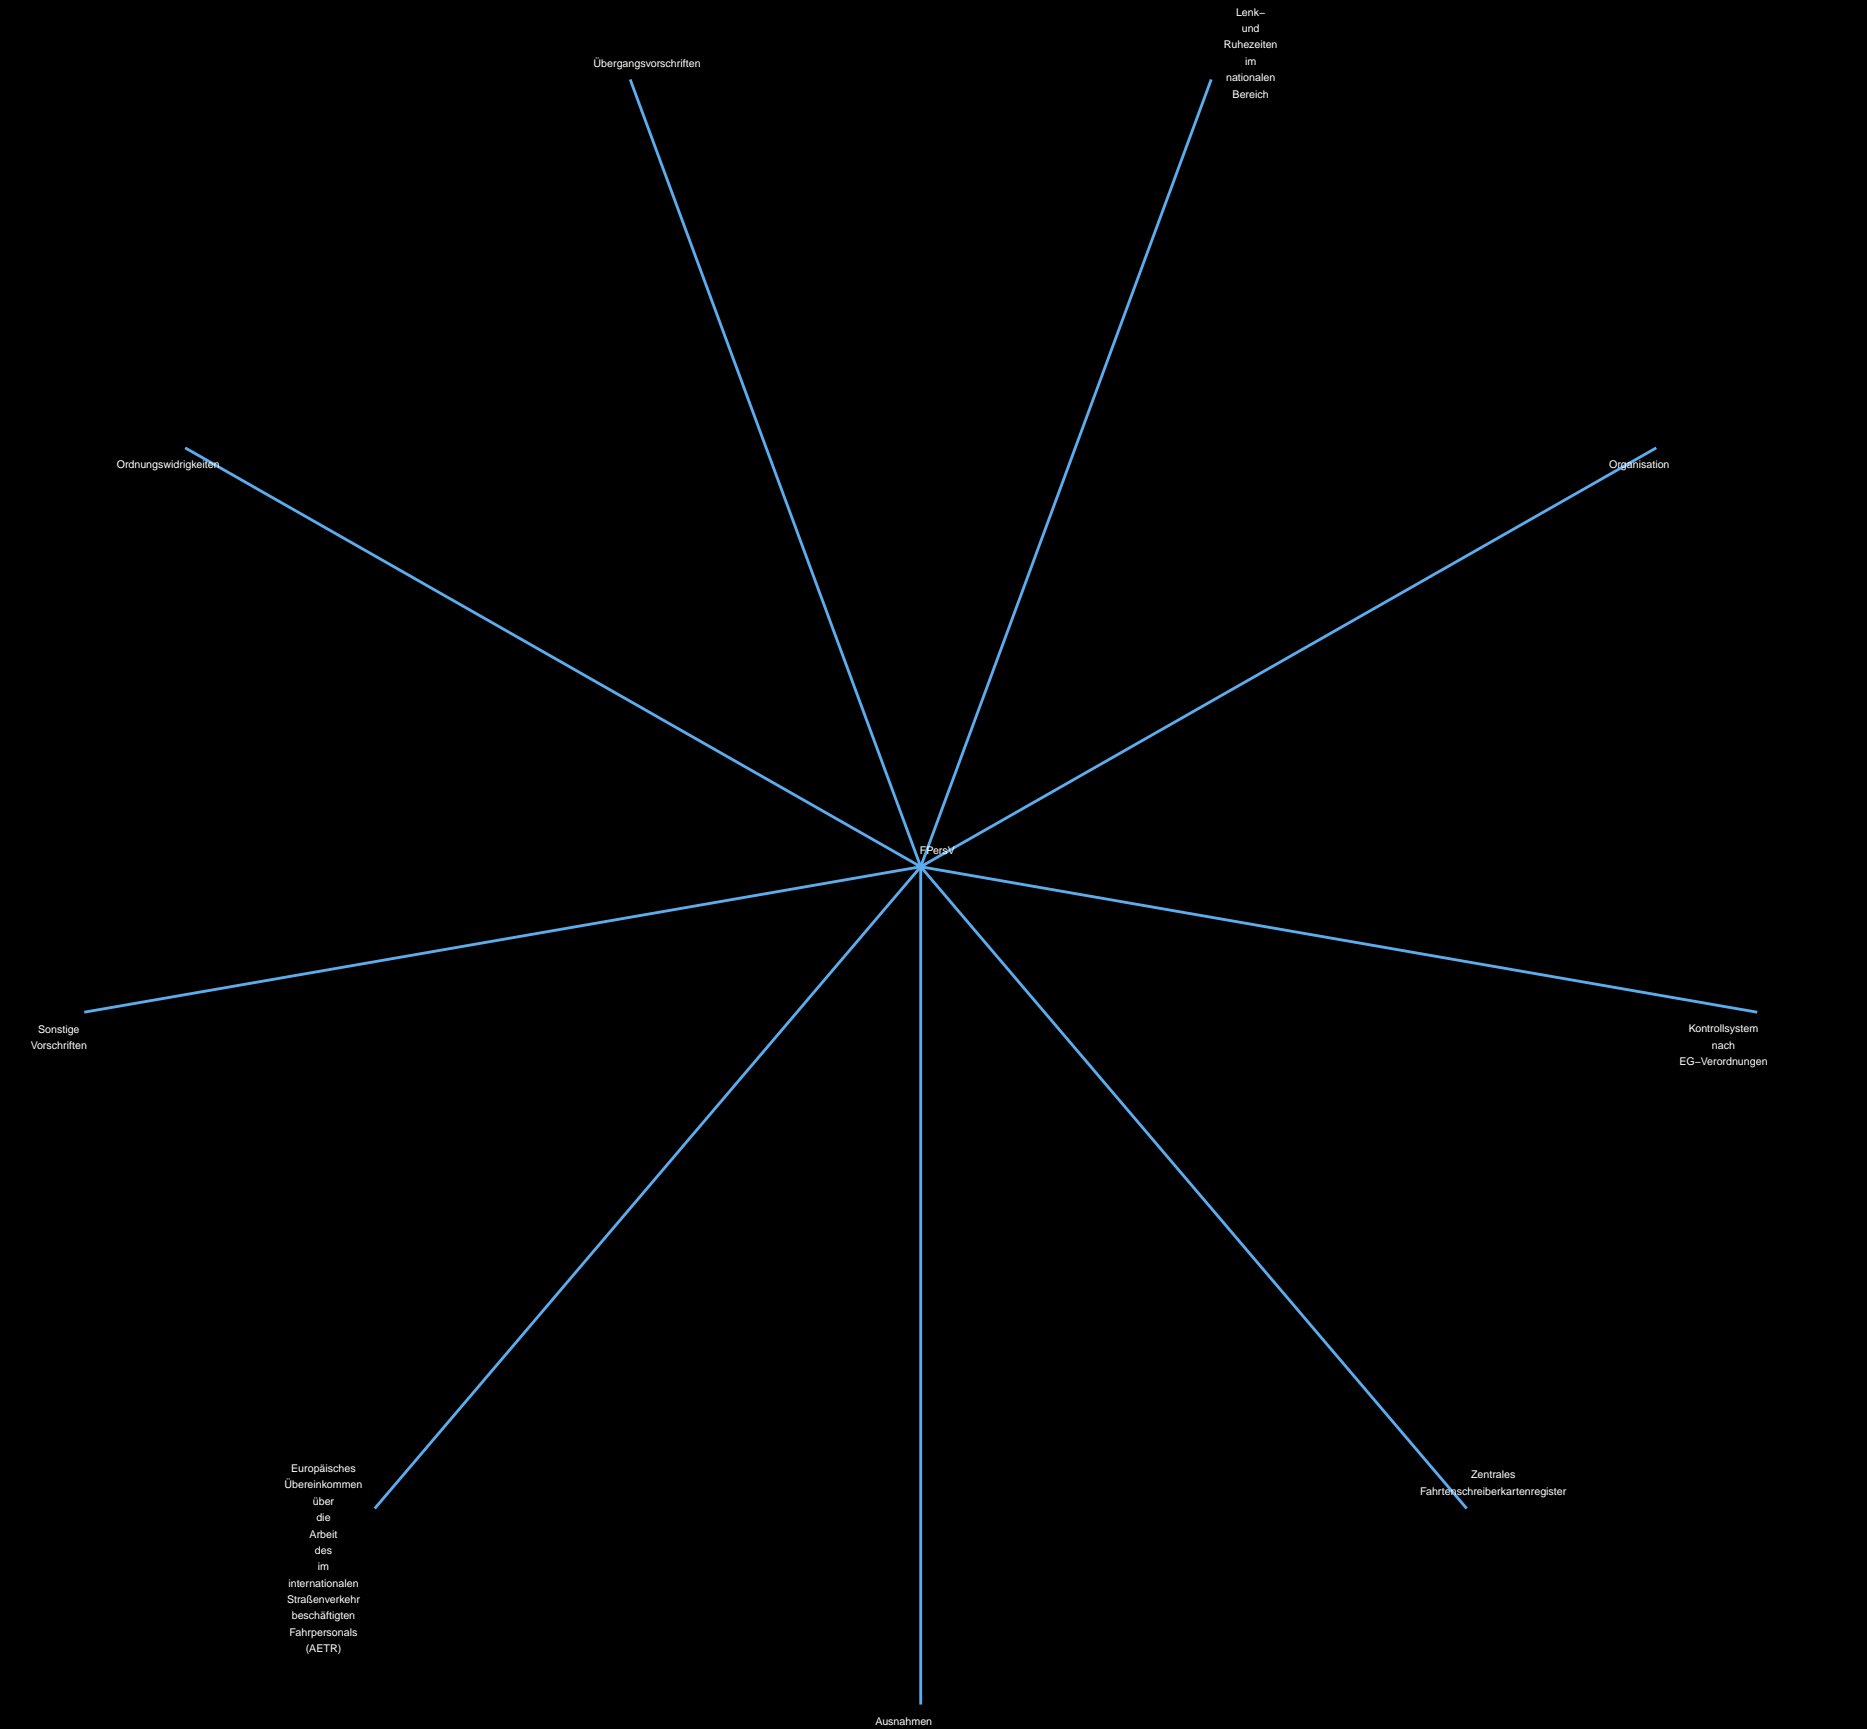 Lenk–
und
Ruhezeiten
im
nationalen
Bereich
Übergangsvorschriften
Ordnungswidrigkeiten
Organisation
FPersV
Sonstige
Vorschriften
Kontrollsystem
nach
EG–Verordnungen
Europäisches
Übereinkommen
über
die
Arbeit
des
im
internationalen
Straßenverkehr
beschäftigten
Fahrpersonals
(AETR)
Zentrales
Fahrtenschreiberkartenregister
Ausnahmen